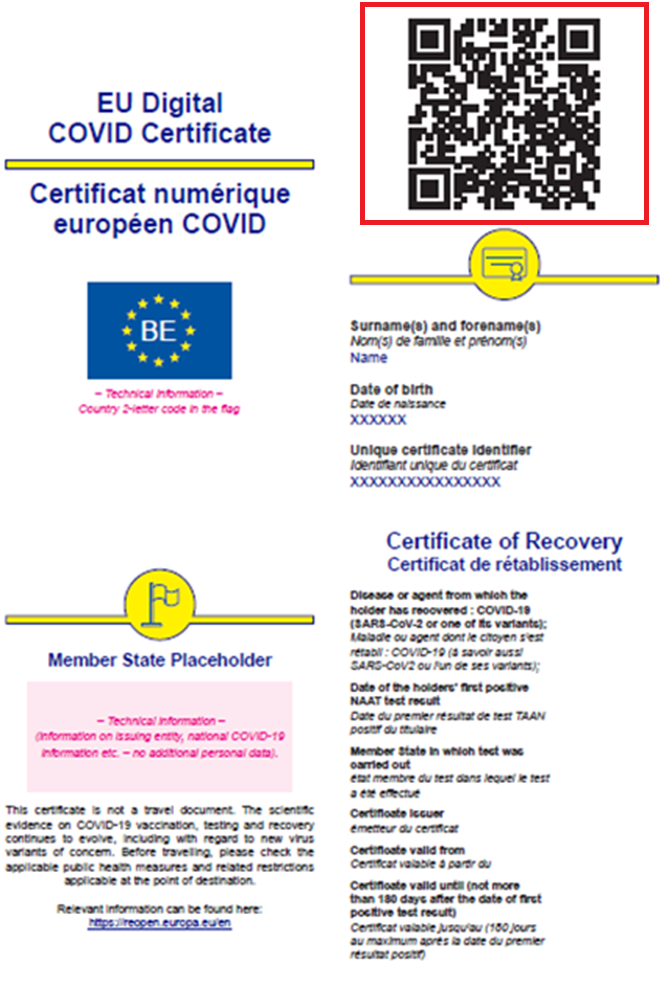 EU Digital
COVID Certificate
Certificat numérique
européen COVID
BE
– Technical Information –
Country 2-letter code in the flag
Surname(s) and forename(s)
Nom(s) de famille et prénom(s)
Name
Date of birth
Date de naissance
XXXXXX
Unique certificate identifier
Identifiant unique du certificat
XXXXXXXXXXXXXXXX
Member State Placeholder
– Technical Information –
(Information on issuing entity, national COVID-19
information etc. – no additional personal data).
This certificate is not a travel document. The scientific
evidence on COVID-19 vaccination, testing and recovery
continues to evolve, including with regard to new virus
variants of concern. Before travelling, please check the
applicable public health measures and related restrictions
applicable at the point of destination.
Relevant information can be found here:
https://reopen.europa.eu/en
Certificate of Recovery
Certificat de rétablissement
Disease or agent from which the
holder has recovered : COVID-19
(SARS-CoV-2 or one of its variants);
Maladie ou agent dont le citoyen s'est
rétabli : COVID-19 (à savoir aussi
SARS-CoV2 ou l'un de ses variants);
Date of the holders' first positive
NAAT test result
Date du premier résultat de test TAAN
positif du titulaire
Member State in which test was
carried out
état membre du test dans lequel le test
a été effectué
Certificate issuer
émetteur du certificat
Certificate valid from
Certificat valable à partir du
Certificate valid until (not more
than 180 days after the date of first
positive test result)
Certificat valable jusqu'au (180 jours
au maximum après la date du premier
résultat positif)